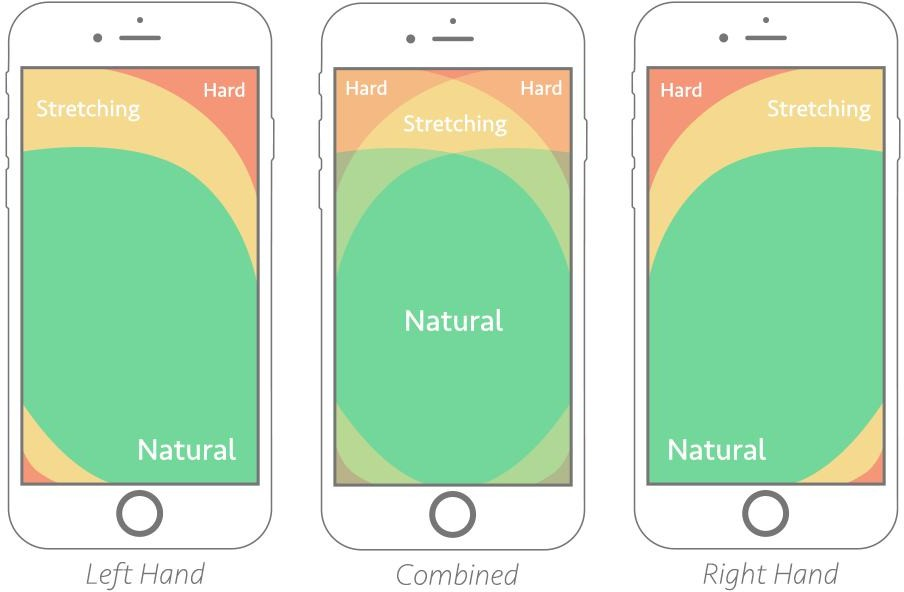 Hard
Stretching
Natural
Left Hand
Hard Hard
Stretching
Natural
Combined
Hard
Stretching
Natural
Right Hand